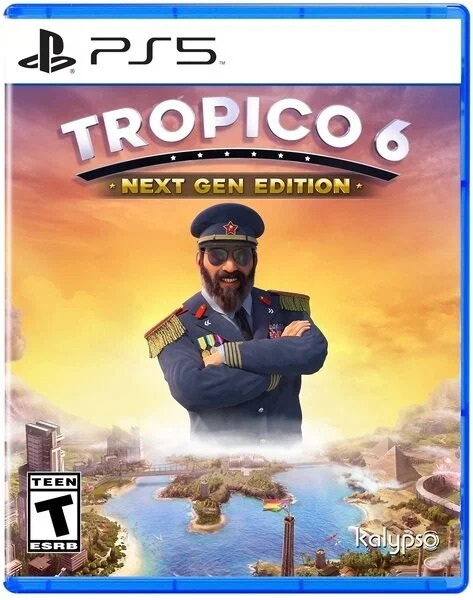 PS5
TROPICO 6
NEXT GEN EDITION
TEEN
T
ESRB
kalypso